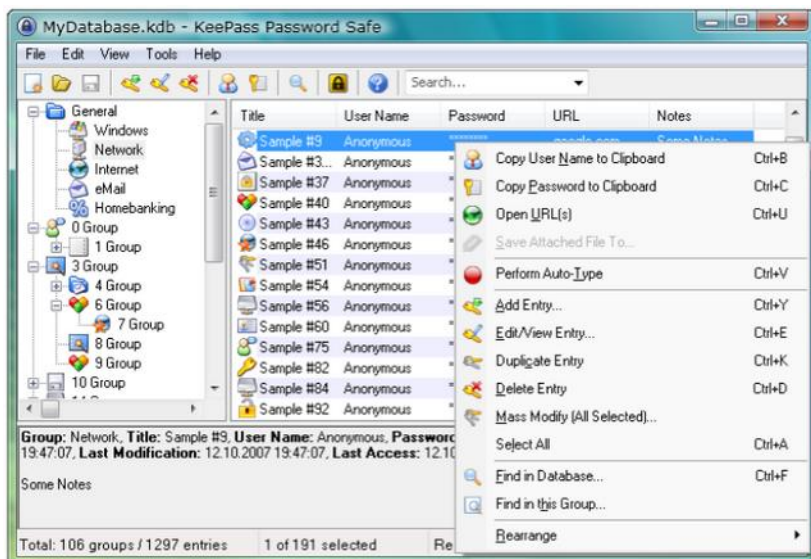 MyDatabase.kdb - KeePass Password Safe
File Edit View Tools Help
Search...
General
Windows
Network
Internet
eMail
Homebanking
0 Group
1 Group
3 Group
4 Group
6 Group
7 Group
8 Group
9 Group
10 Group
Title User Name Password URL Notes
Sample #9 Anonymous ******** google.com Some Notes
Sample #3... Anonymous
Sample #37 Anonymous
Sample #40 Anonymous
Sample #43 Anonymous
Sample #46 Anonymous
Sample #51 Anonymous
Sample #54 Anonymous
Sample #56 Anonymous
Sample #60 Anonymous
Sample #75 Anonymous
Sample #82 Anonymous
Sample #84 Anonymous
Sample #92 Anonymous
Copy User Name to Clipboard Ctrl+B
Copy Password to Clipboard Ctrl+C
Open URL(s) Ctrl+U
Save Attached File To...
Perform Auto-Type Ctrl+V
Add Entry... Ctrl+Y
Edit/View Entry... Ctrl+E
Duplicate Entry Ctrl+K
Delete Entry Ctrl+D
Mass Modify (All Selected)...
Select All Ctrl+A
Find in Database... Ctrl+F
Find in this Group...
Rearrange
Group: Network, Title: Sample #9, User Name: Anonymous, Password
19:47:07, Last Modification: 12.10.2007 19:47:07, Last Access: 12.10
Some Notes
Total: 106 groups / 1297 entries 1 of 191 selected Re